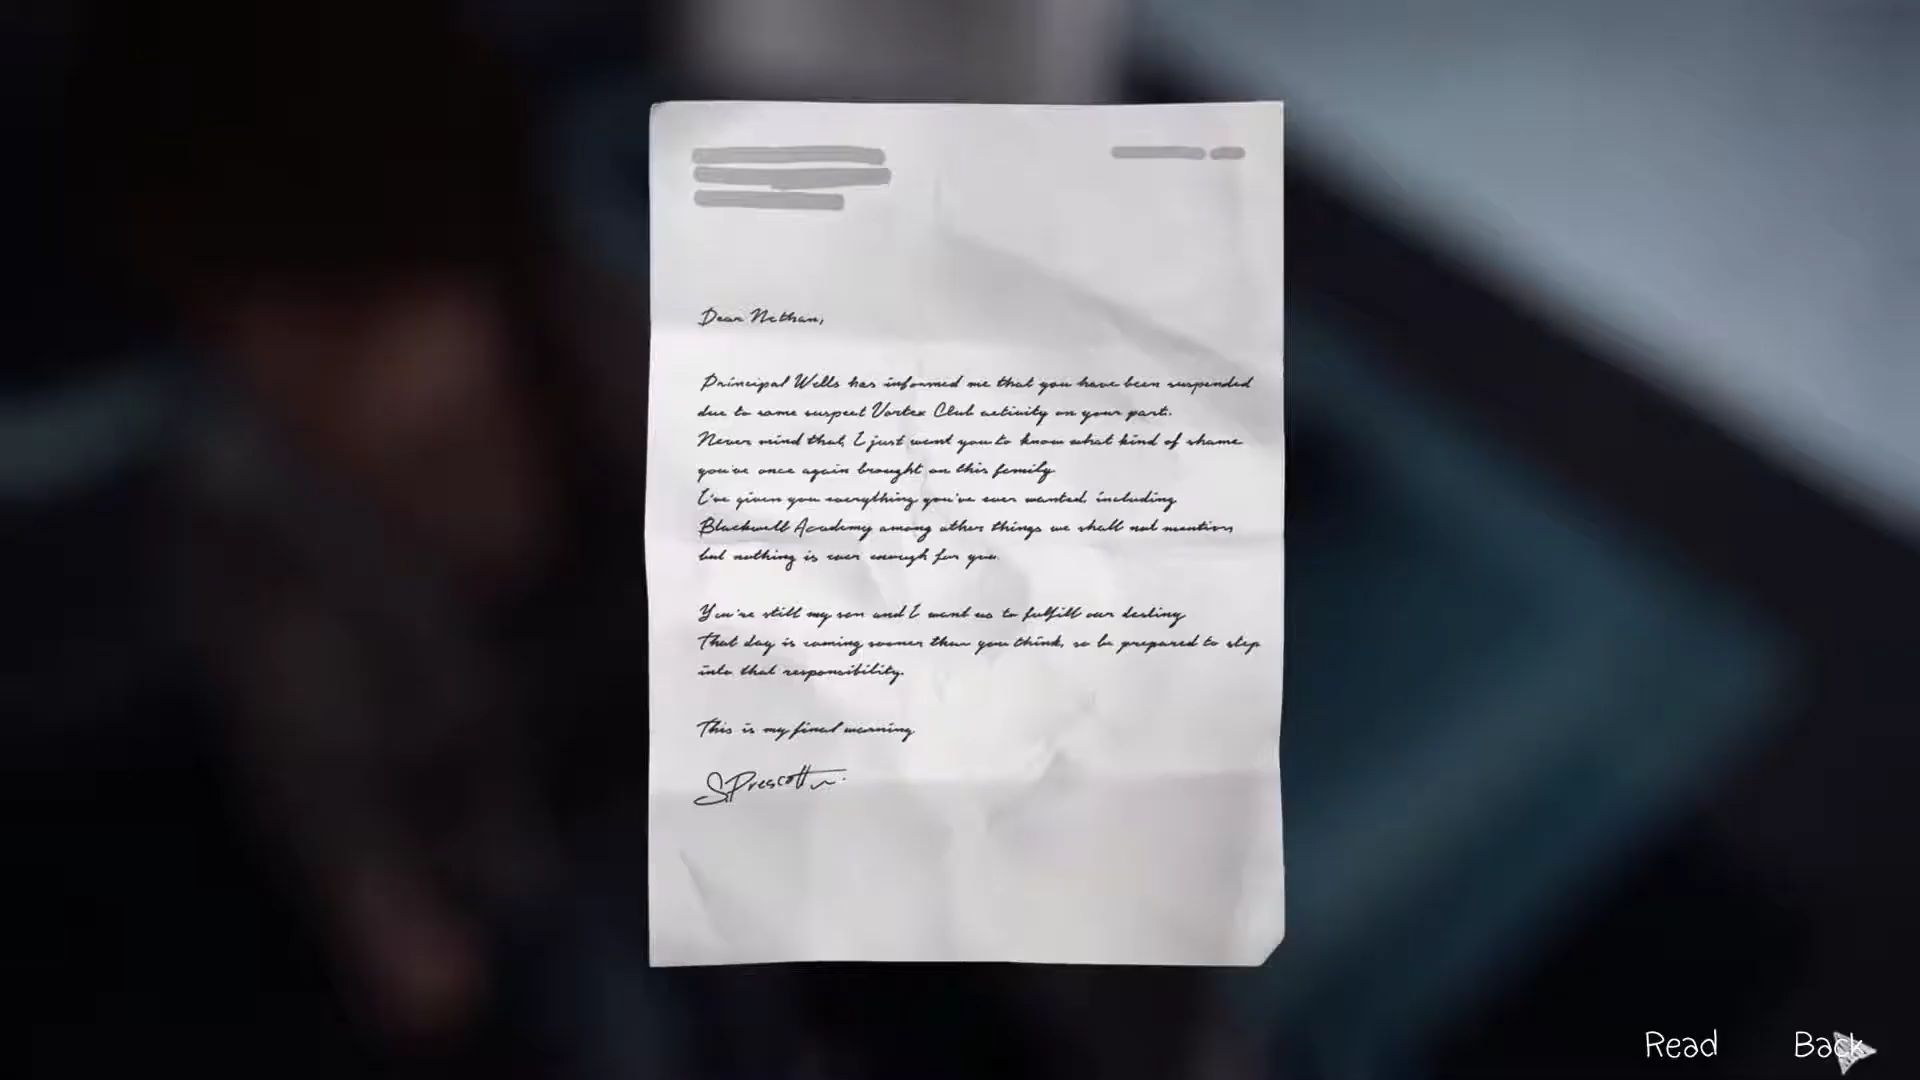 Dear Nathan,
Principal Wells has informed me that you have been suspended
due to some suspect Vortex Club activity on your part.
Never mind that, I just want you to know what kind of shame
you've once again brought on this family
I've given you everything you've ever wanted, including
Blackwell Academy among other things we shall not mention
but nothing is ever enough for you.
You're still my son and I want us to fulfill our destiny
That day is coming sooner than you think, so be prepared to step
into that responsibility.
This is my final warning
S.Prescott
Read Back